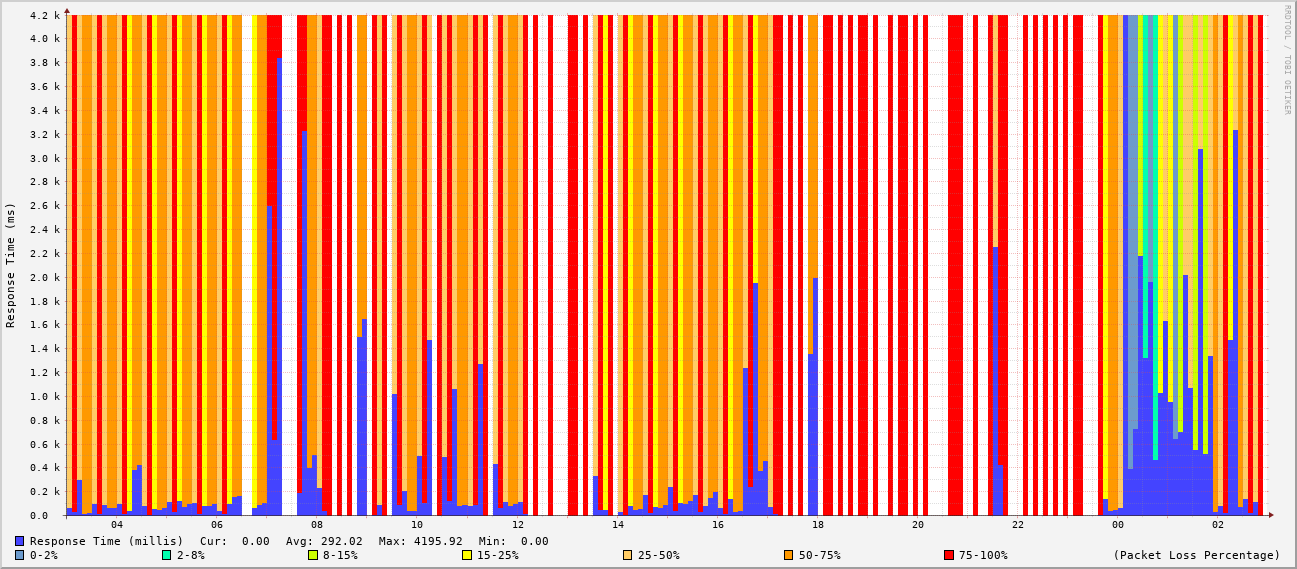 4.2 k
4.0 k
3.8 k
3.6 k
3.4 k
3.2 k
3.0 k
2.8 k
2.6 k
2.4 k
2.2 k
2.0 k
1.8 k
1.6 k
1.4 k
1.2 k
1.0 k
0.8 k
0.6 k
0.4 k
0.2 k
0.0
Response Time (ms)
RRDTOOL / TOBI OETIKER
04 06 08 10 12 14 16 18 20 22 00 02
Response Time (millis) Cur: 0.00 Avg: 292.02 Max: 4195.92 Min: 0.00
0-2% 2-8% 8-15% 15-25% 25-50% 50-75% 75-100% (Packet Loss Percentage)